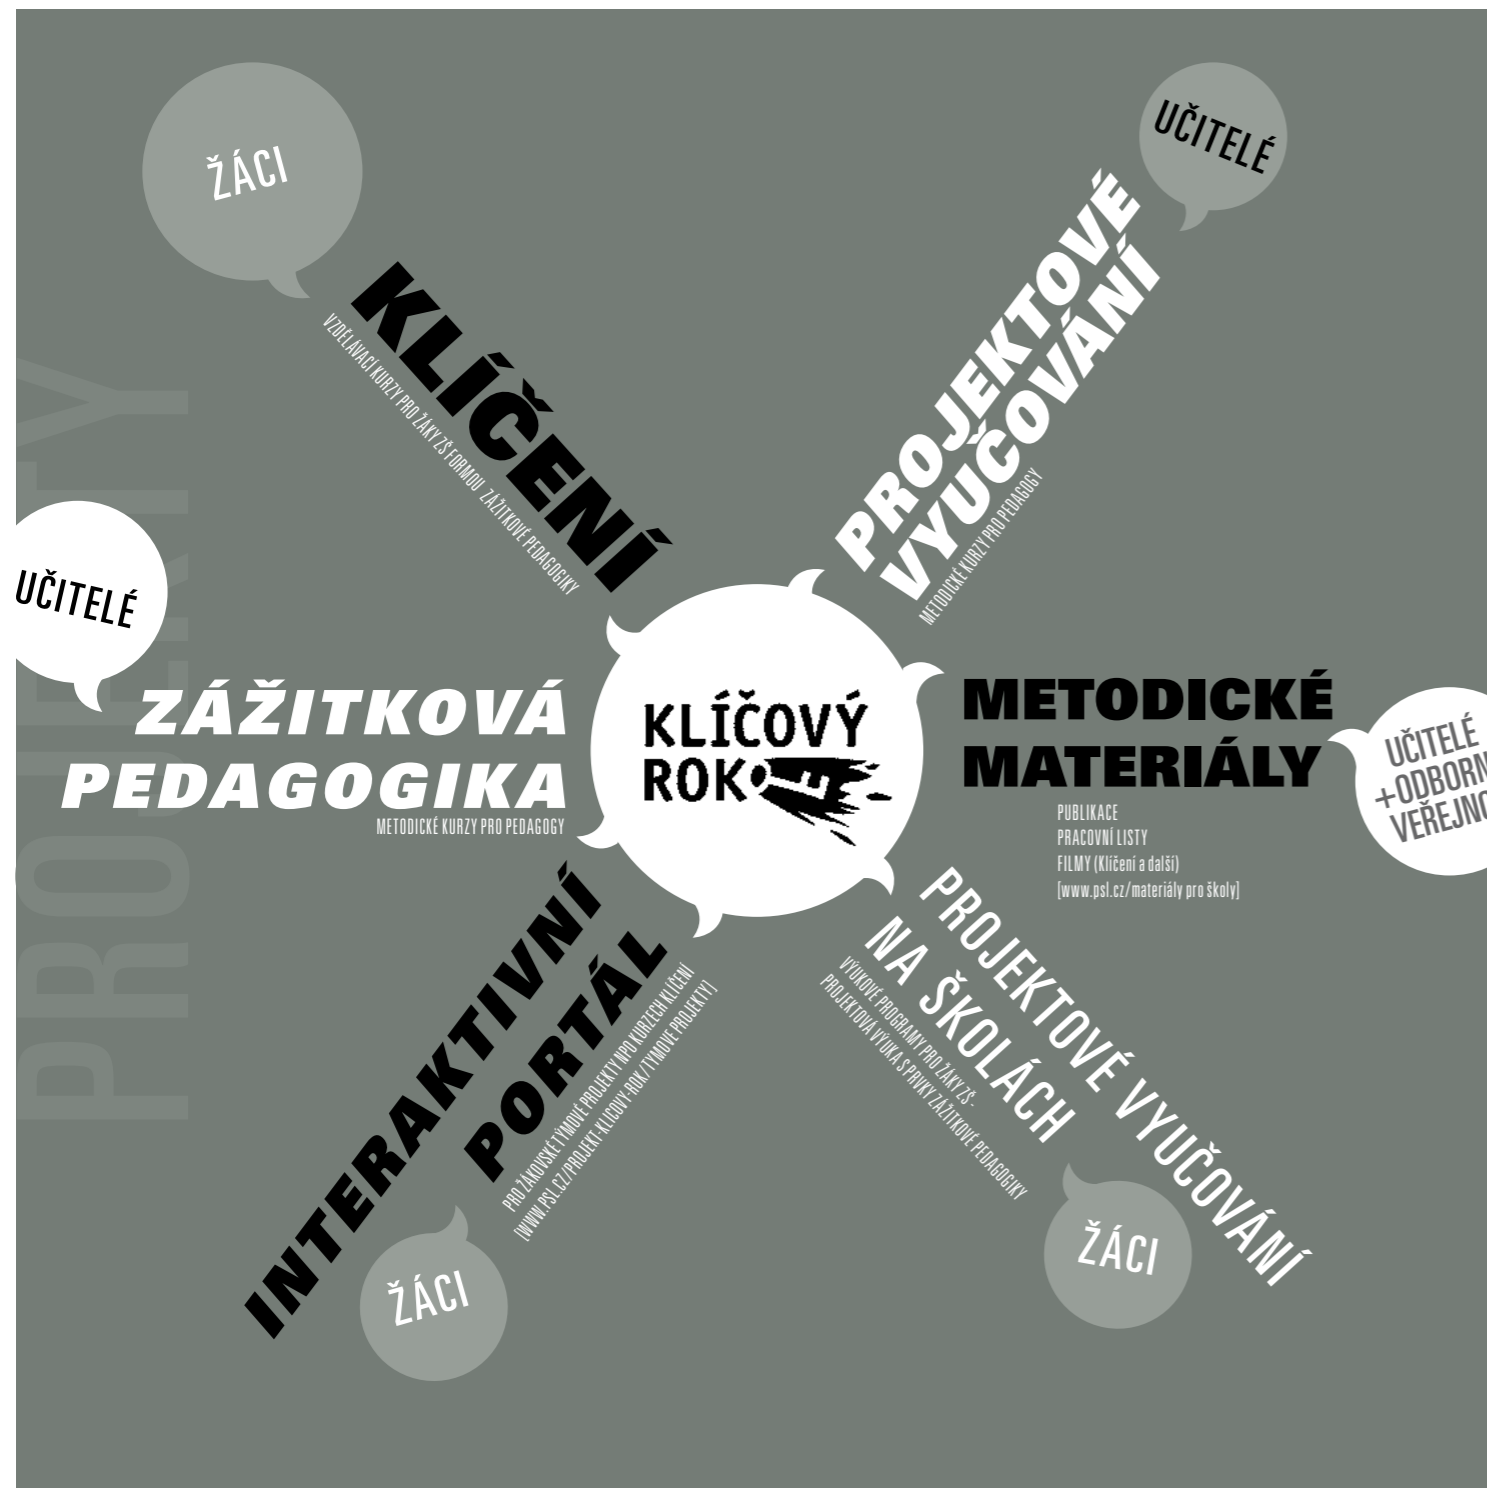 PROJEKTY
ŽÁCI
KLÍČENÍ
VZDĚLÁVACÍ KURZY PRO ŽÁKY ZŠ FORMOU ZÁŽITKOVÉ PEDAGOGIKY
UČITELÉ
PROJEKTOVÉ
VYUČOVÁNÍ
METODICKÉ KURZY PRO PEDAGOGY
UČITELÉ
ZÁŽITKOVÁ
PEDAGOGIKA
METODICKÉ KURZY PRO PEDAGOGY
KLÍČOVÝ
ROK
METODICKÉ
MATERIÁLY
PUBLIKACE
PRACOVNÍ LISTY
FILMY (Klíčení a další)
[www.psl.cz/materiály pro školy]
UČITELÉ
+ODBORN
VEŘEJNO
INTERAKTIVNÍ
PORTÁL
PRO ŽÁKOVSKÉ TÝMOVÉ PROJEKTY NPO KURZECH KLÍČENÍ
[WWW.PSL.CZ/PROJEKT-KLICOVY-ROK/TYMOVE PROJEKTY]
ŽÁCI
PROJEKTOVÉ VYUČOVÁNÍ
NA ŠKOLÁCH
VÝUKOVÉ PROGRAMY PRO ŽÁKY ZŠ -
PROJEKTOVÁ VÝUKA S PRVKY ZÁŽITKOVÉ PEDAGOGIKY
ŽÁCI